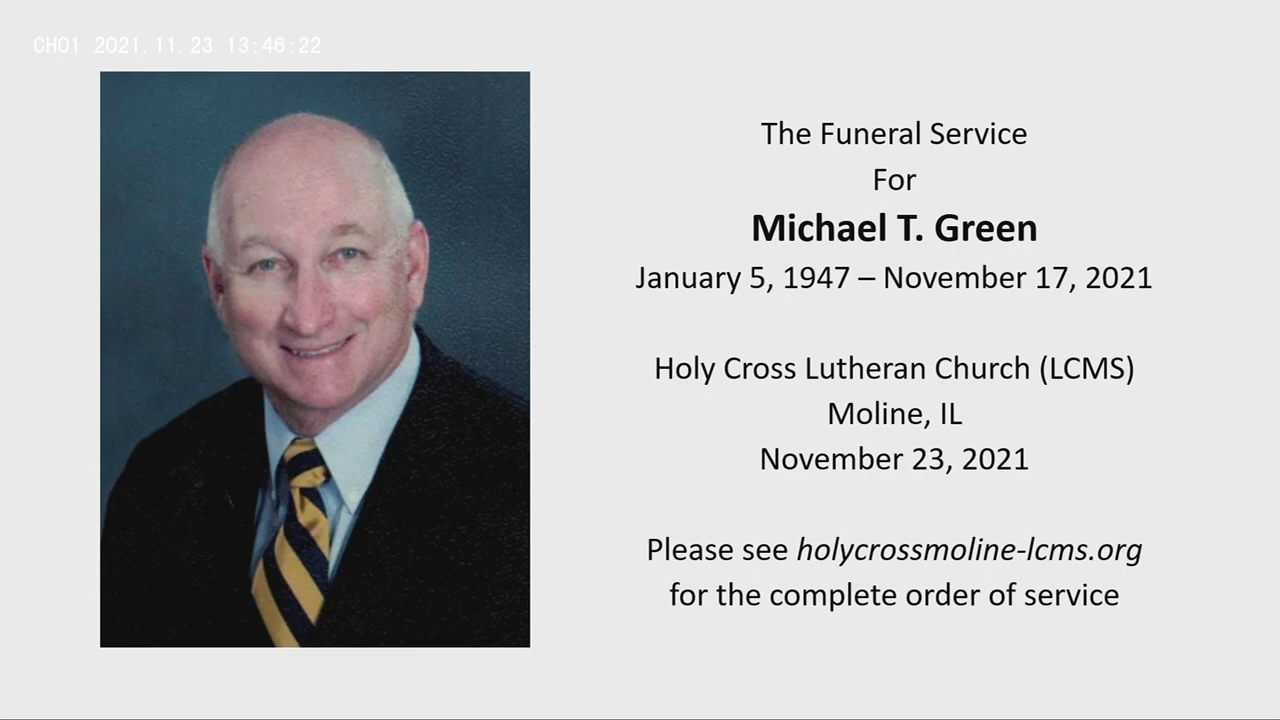 CH01 2021.11.23 13:46:22
The Funeral Service
For
Michael T. Green
January 5, 1947 – November 17, 2021
Holy Cross Lutheran Church (LCMS)
Moline, IL
November 23, 2021
Please see holycrossmoline-lcms.org
for the complete order of service